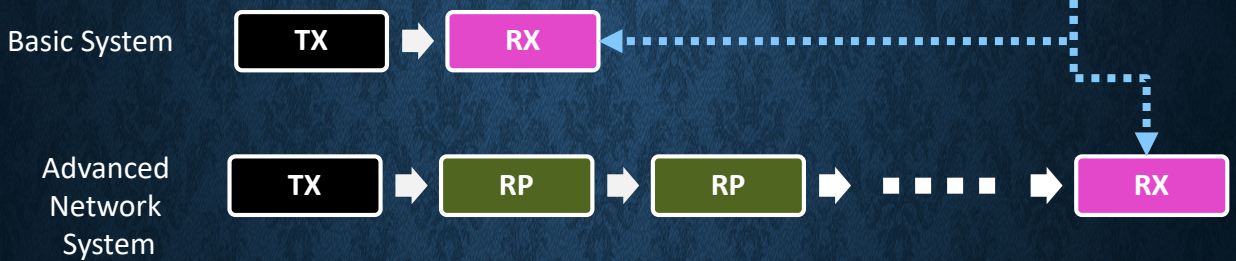 Basic System
TX
RX
Advanced
Network
System
TX
RP
RP
RX